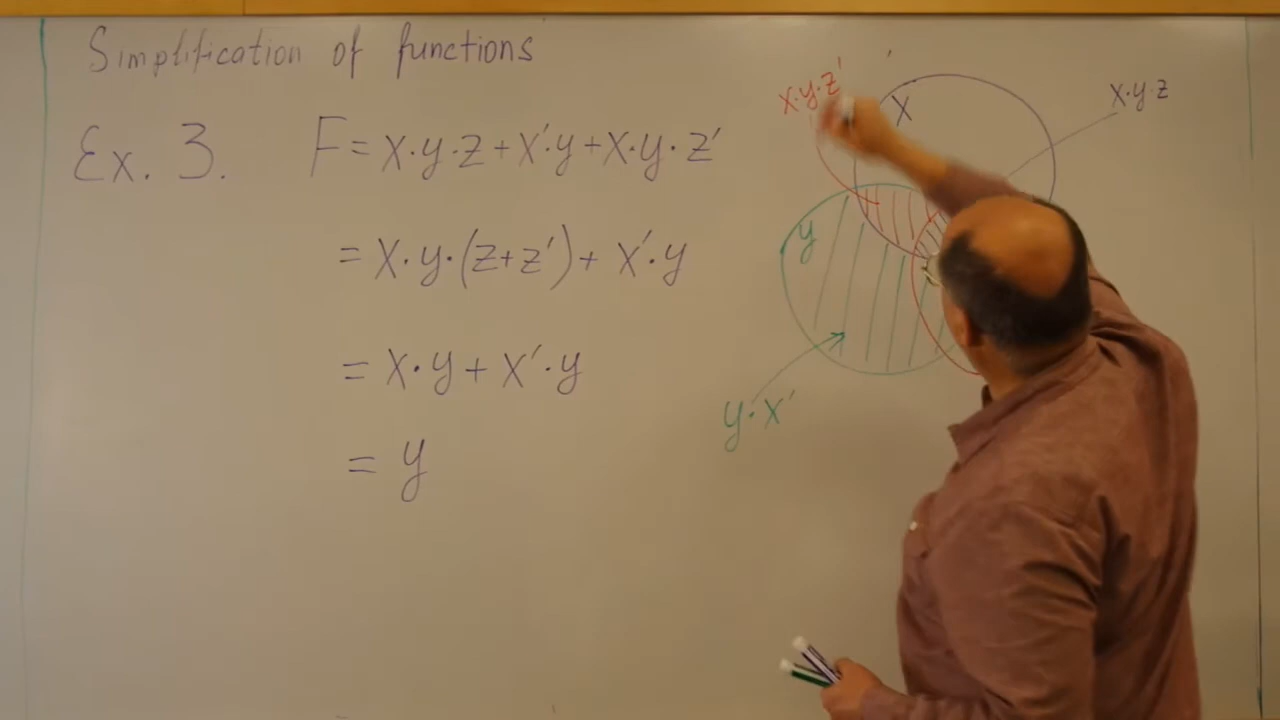 Simplification of functions
Ex. 3. F = x·y·z + x'·y + x·y·z'
= x·y·(z+z') + x'·y
= x·y + x'·y
= y
x·y·z'
x
x·y·z
y
y·x'